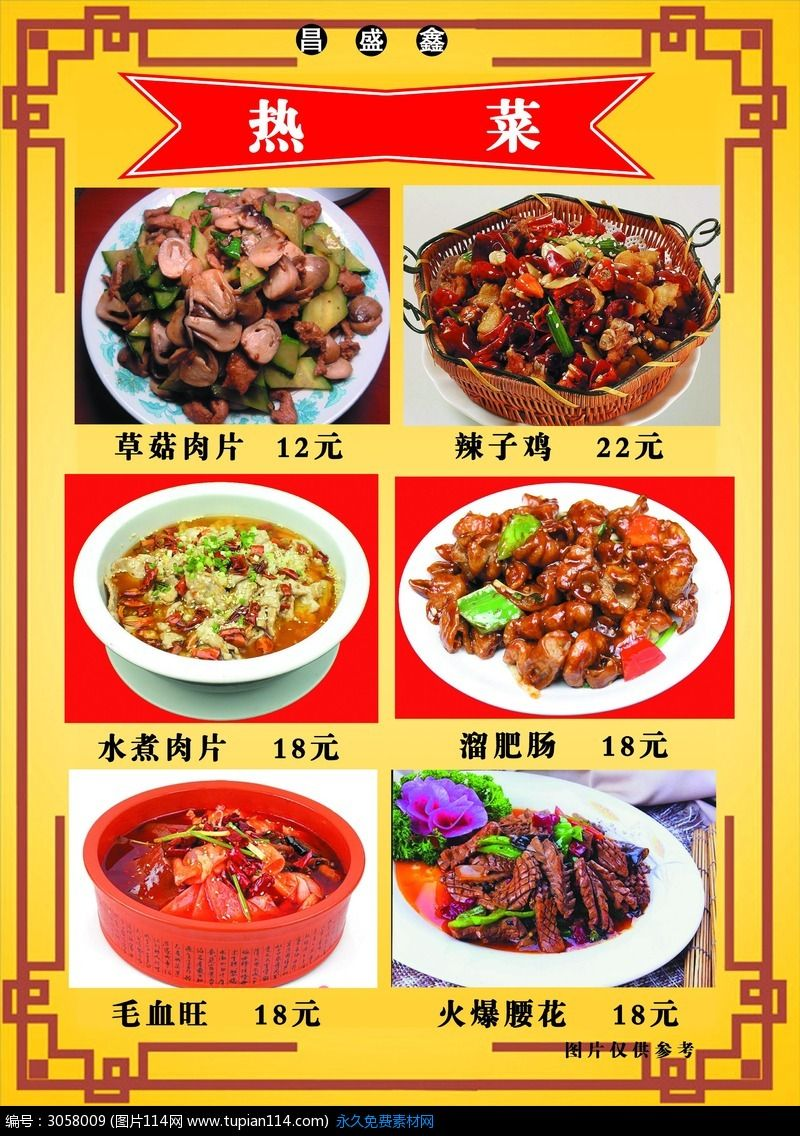 昌盛鑫
热菜
草菇肉片 12元
辣子鸡 22元
水煮肉片 18元
溜肥肠 18元
毛血旺 18元
火爆腰花 18元
图片仅供参考
编号：3058009 (图片114网 www.tupian114.com) 永久免费素材网